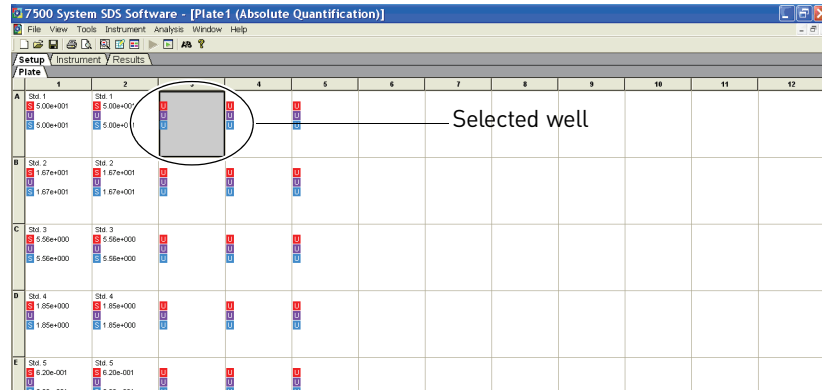 7500 System SDS Software - [Plate1 (Absolute Quantification)]
File View Tools Instrument Analysis Window Help
Setup Instrument Results
Plate
1 2 3 4 5 6 7 8 9 10 11 12
A Std. 1 Std. 1
S 5.00e+001 S 5.00e+001 U U U
U U U U U
S 5.00e+001 S 5.00e+001 U U U
Selected well
B Std. 2 Std. 2
S 1.67e+001 S 1.67e+001 U U U
U U U U U
S 1.67e+001 S 1.67e+001 U U U
C Std. 3 Std. 3
S 5.56e+000 S 5.56e+000 U U U
U U U U U
S 5.56e+000 S 5.56e+000 U U U
D Std. 4 Std. 4
S 1.85e+000 S 1.85e+000 U U U
U U U U U
S 1.85e+000 S 1.85e+000 U U U
E Std. 5 Std. 5
S 6.20e-001 S 6.20e-001 U U U
U U U U U